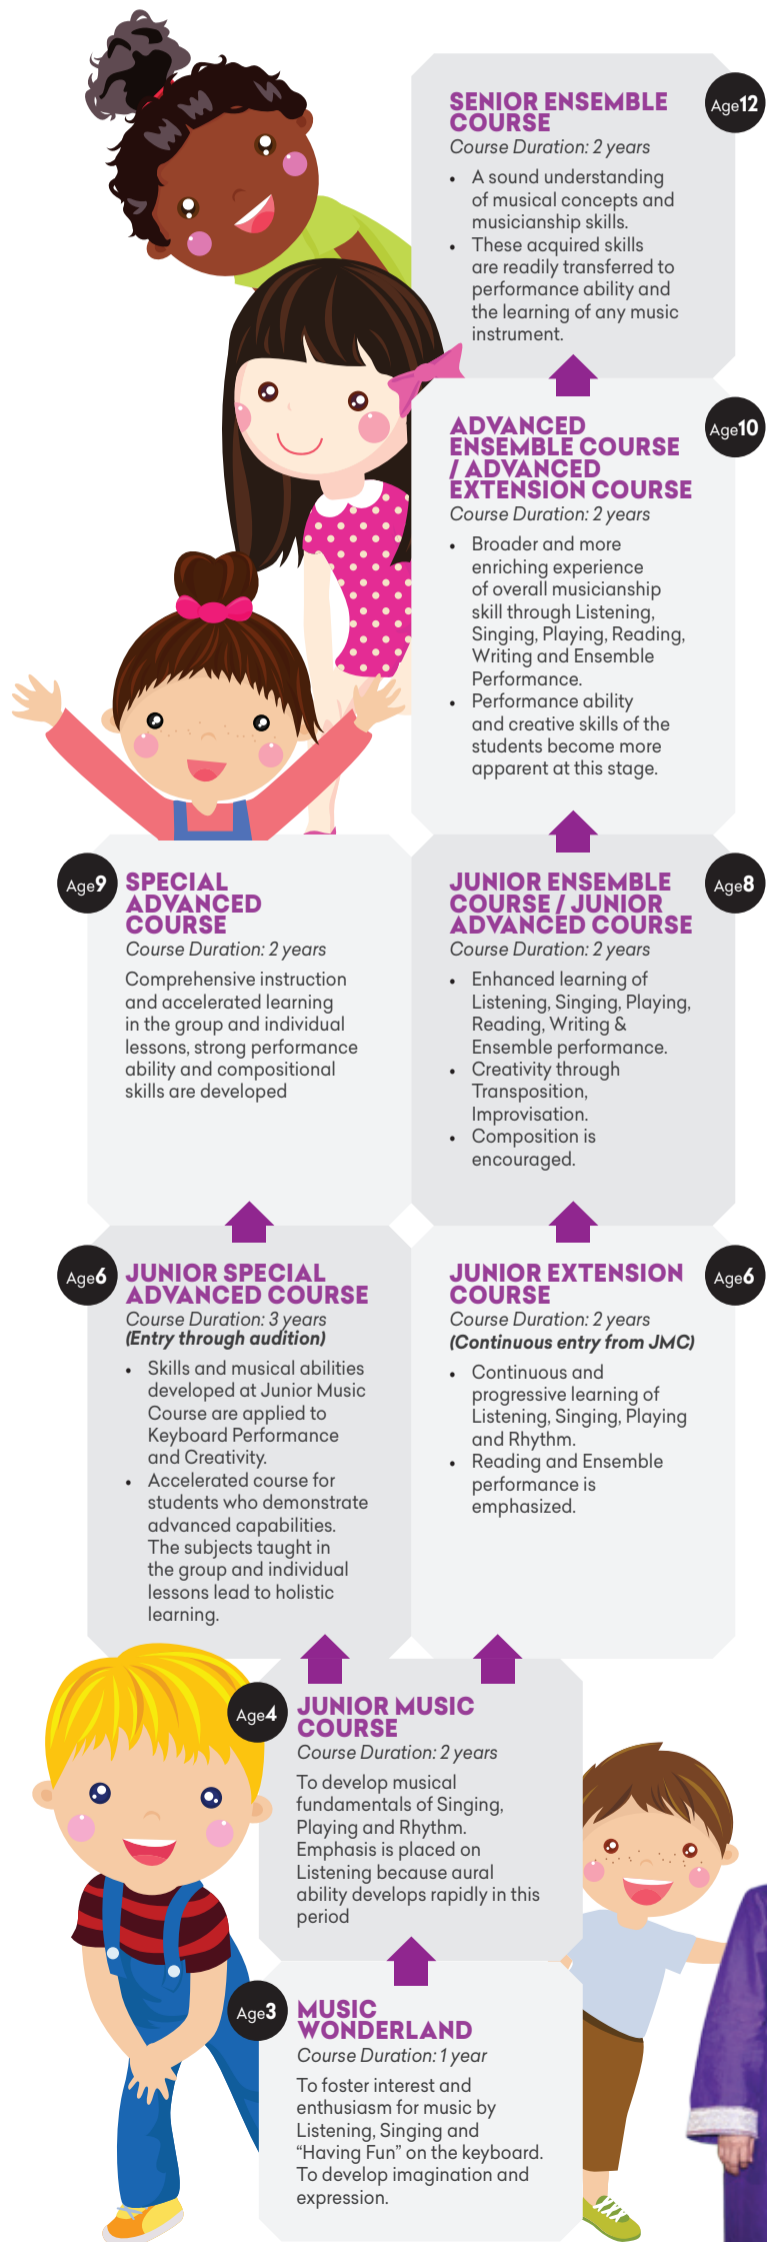 SENIOR ENSEMBLE
COURSE
Age12
Course Duration: 2 years
• A sound understanding
of musical concepts and
musicianship skills.
• These acquired skills
are readily transferred to
performance ability and
the learning of any music
instrument.
ADVANCED
ENSEMBLE COURSE
/ ADVANCED
EXTENSION COURSE
Age10
Course Duration: 2 years
• Broader and more
enriching experience
of overall musicianship
skill through Listening,
Singing, Playing, Reading,
Writing and Ensemble
Performance.
• Performance ability
and creative skills of the
students become more
apparent at this stage.
Age9
SPECIAL
ADVANCED
COURSE
Course Duration: 2 years
Comprehensive instruction
and accelerated learning
in the group and individual
lessons, strong performance
ability and compositional
skills are developed
JUNIOR ENSEMBLE
COURSE / JUNIOR
ADVANCED COURSE
Age8
Course Duration: 2 years
• Enhanced learning of
Listening, Singing, Playing,
Reading, Writing &
Ensemble performance.
• Creativity through
Transposition,
Improvisation.
• Composition is
encouraged.
Age6
JUNIOR SPECIAL
ADVANCED COURSE
Course Duration: 3 years
(Entry through audition)
• Skills and musical abilities
developed at Junior Music
Course are applied to
Keyboard Performance
and Creativity.
• Accelerated course for
students who demonstrate
advanced capabilities.
The subjects taught in
the group and individual
lessons lead to holistic
learning.
JUNIOR EXTENSION
COURSE
Age6
Course Duration: 2 years
(Continuous entry from JMC)
• Continuous and
progressive learning of
Listening, Singing, Playing
and Rhythm.
• Reading and Ensemble
performance is
emphasized.
Age4
JUNIOR MUSIC
COURSE
Course Duration: 2 years
To develop musical
fundamentals of Singing,
Playing and Rhythm.
Emphasis is placed on
Listening because aural
ability develops rapidly in this
period
Age3
MUSIC
WONDERLAND
Course Duration: 1 year
To foster interest and
enthusiasm for music by
Listening, Singing and
“Having Fun” on the keyboard.
To develop imagination and
expression.